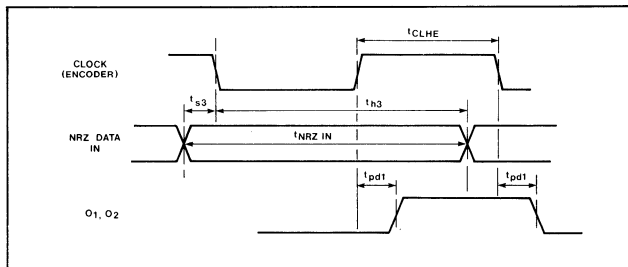 tCLHE
CLOCK
(ENCODER)
ts3
th3
NRZ DATA
IN
tNRZ IN
tpd1
tpd1
O1, O2